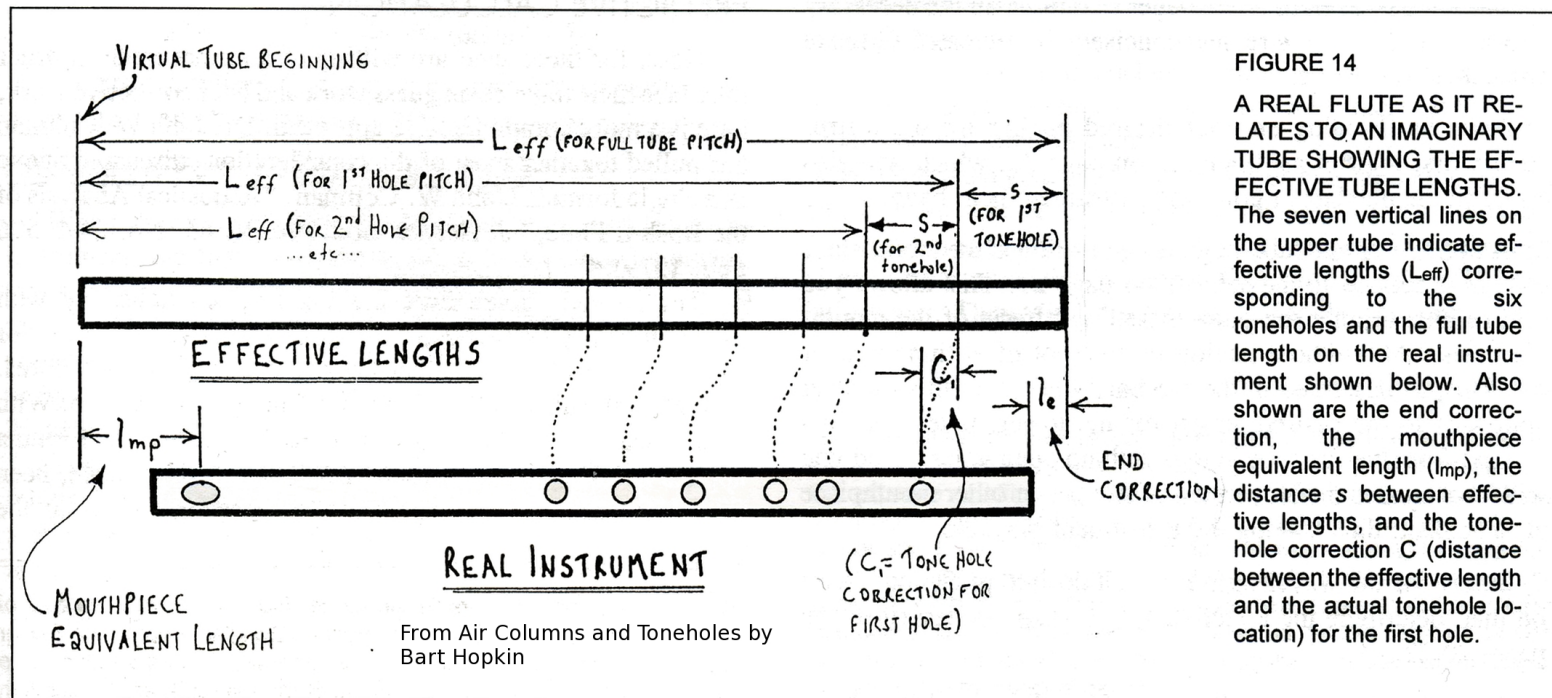 VIRTUAL TUBE BEGINNING
Leff (FOR FULL TUBE PITCH)
Leff (FOR 1ST HOLE PITCH)
S
(FOR 1ST
TONEHOLE)
Leff (FOR 2nd HOLE PITCH)
...etc...
S
(for 2nd
tonehole)
EFFECTIVE LENGTHS
C1
le
lmp
END
CORRECTION
REAL INSTRUMENT
(C1= TONE HOLE
CORRECTION FOR
FIRST HOLE)
MOUTHPIECE
EQUIVALENT LENGTH
From Air Columns and Toneholes by
Bart Hopkin
FIGURE 14
A REAL FLUTE AS IT RE-
LATES TO AN IMAGINARY
TUBE SHOWING THE EF-
FECTIVE TUBE LENGTHS.
The seven vertical lines on
the upper tube indicate ef-
fective lengths (Leff) corre-
sponding to the six
toneholes and the full tube
length on the real instru-
ment shown below. Also
shown are the end correc-
tion, the mouthpiece
equivalent length (lmp), the
distance s between effec-
tive lengths, and the tone-
hole correction C (distance
between the effective length
and the actual tonehole lo-
cation) for the first hole.